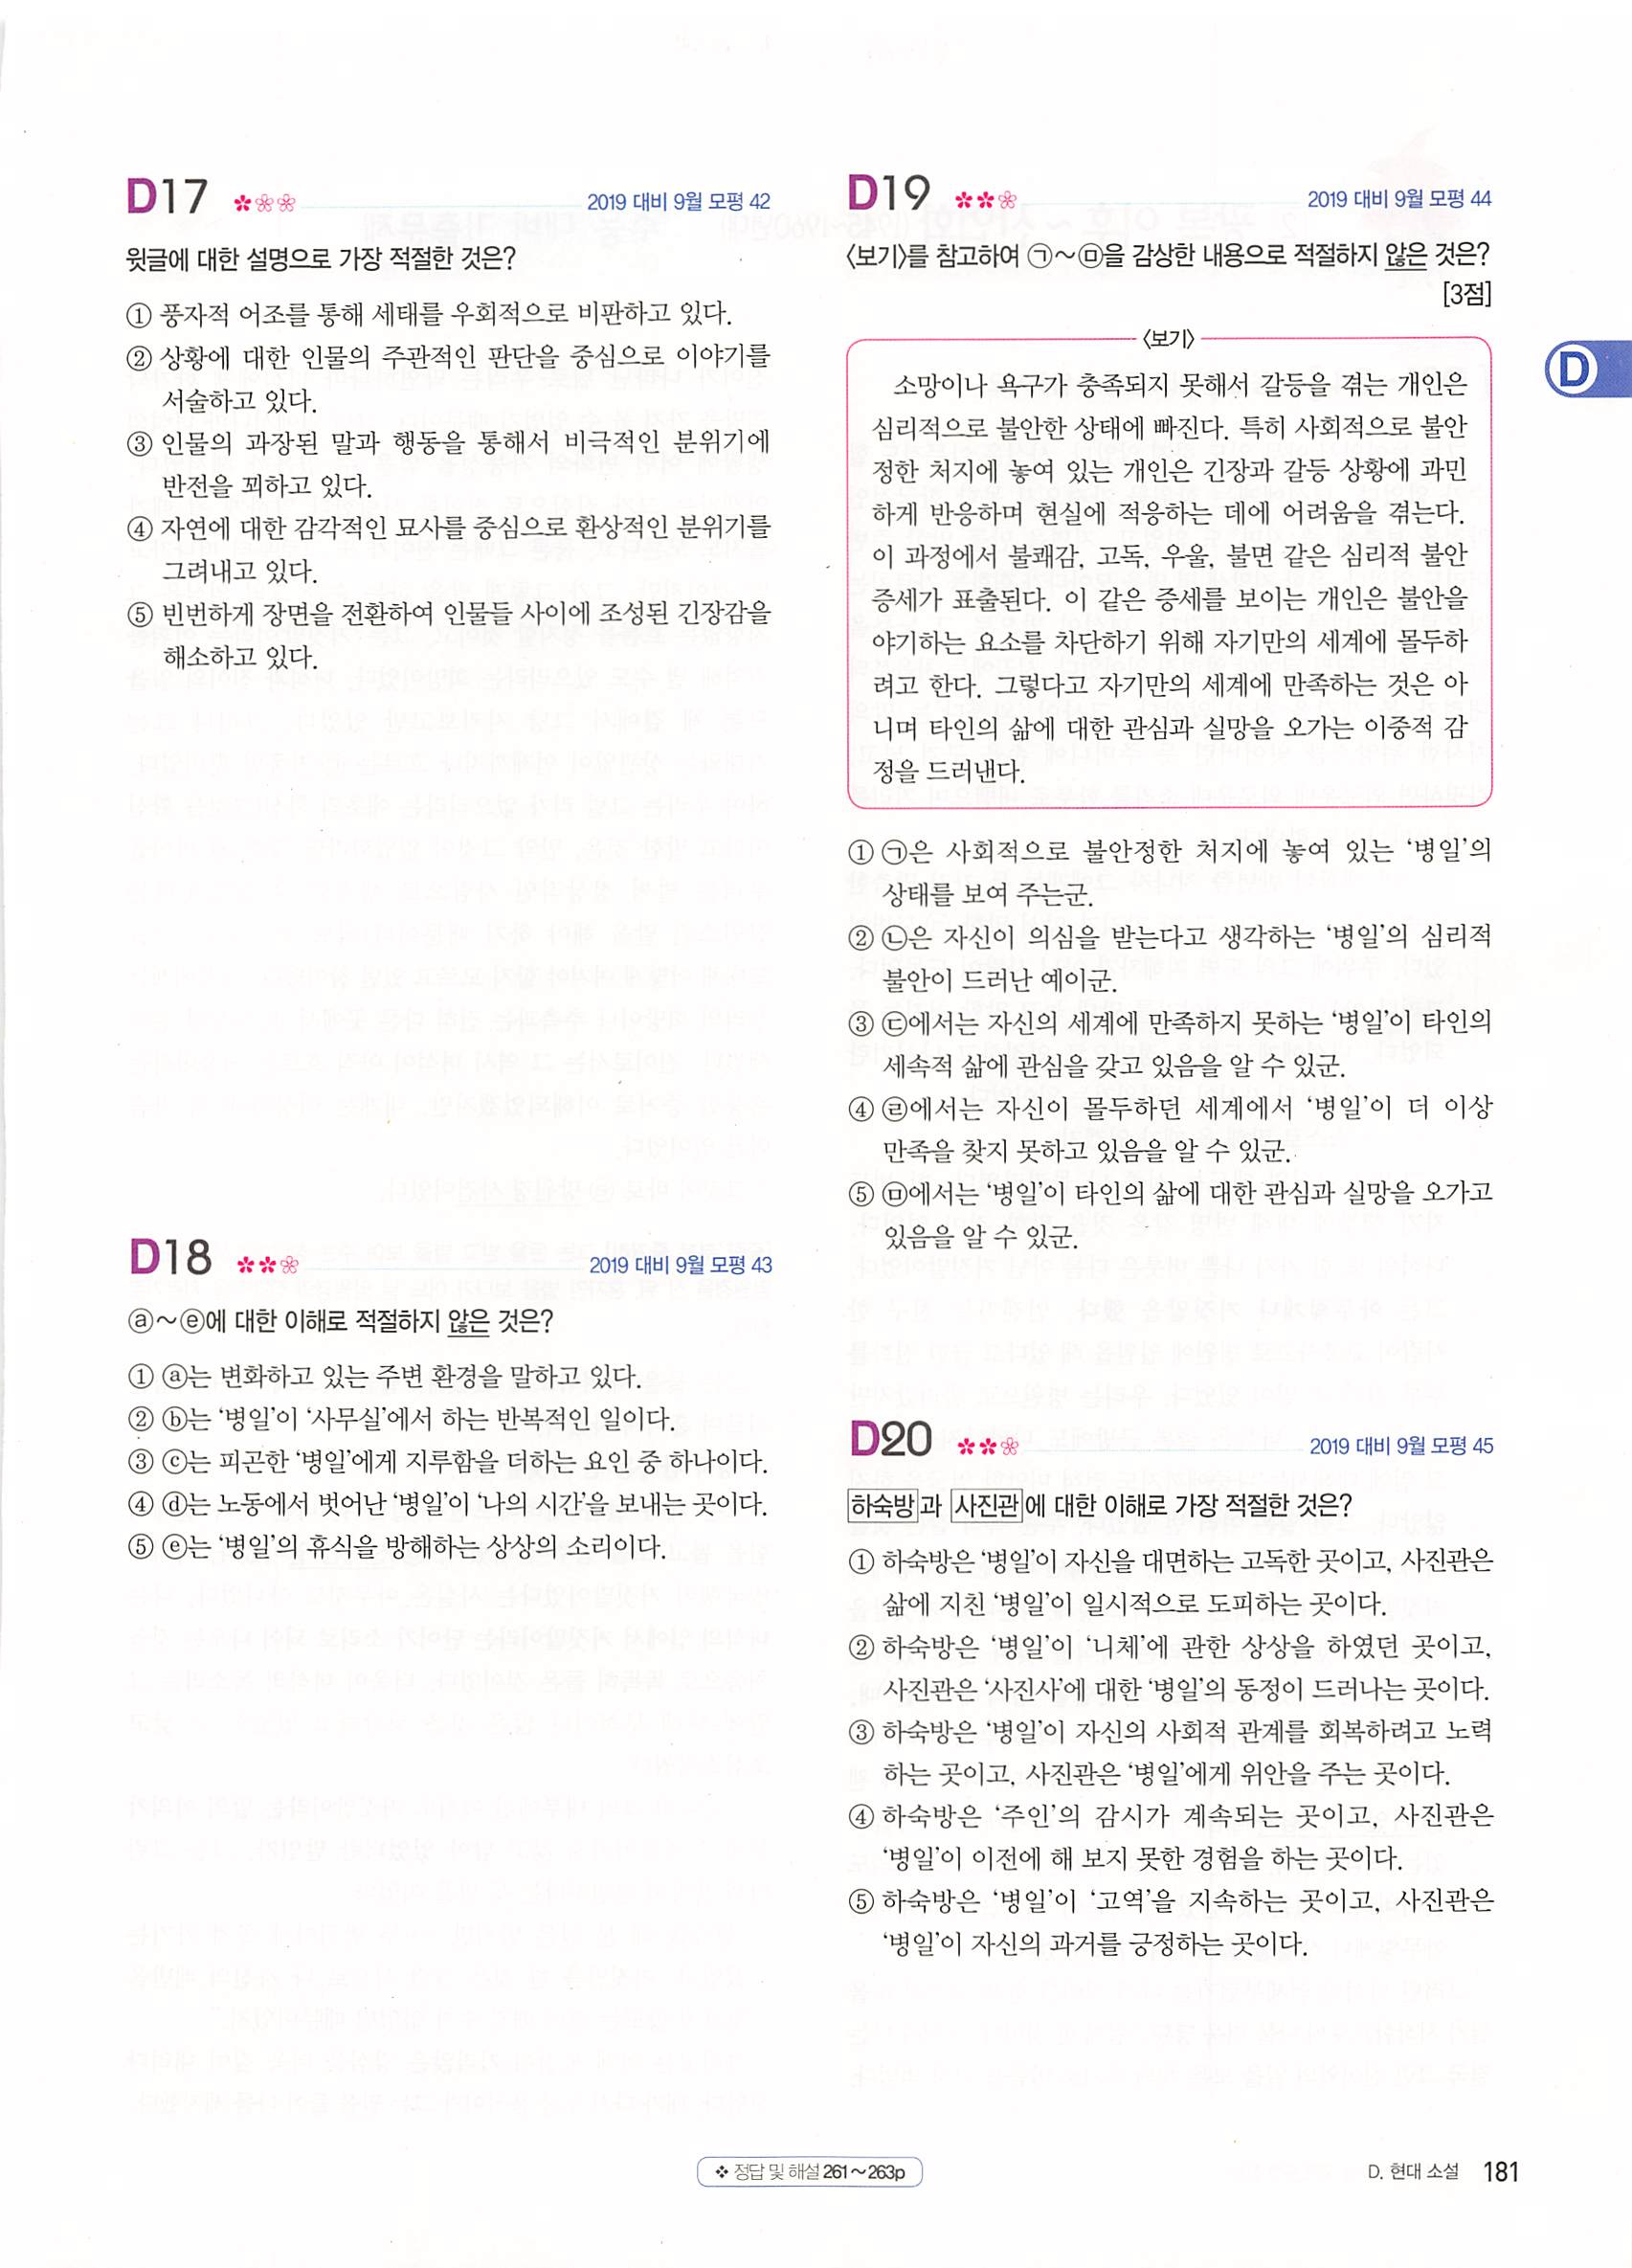 D17
2019 대비 9월 모평 42
윗글에 대한 설명으로 가장 적절한 것은?
① 풍자적 어조를 통해 세태를 우회적으로 비판하고 있다.
② 상황에 대한 인물의 주관적인 판단을 중심으로 이야기를
서술하고 있다.
③ 인물의 과장된 말과 행동을 통해서 비극적인 분위기에
반전을 꾀하고 있다.
④ 자연에 대한 감각적인 묘사를 중심으로 환상적인 분위기를
그려내고 있다.
⑤ 빈번하게 장면을 전환하여 인물들 사이에 조성된 긴장감을
해소하고 있다.
D18
2019 대비 9월 모평 43
ⓐ～ⓔ에 대한 이해로 적절하지 않은 것은?
① ⓐ는 변화하고 있는 주변 환경을 말하고 있다.
② ⓑ는 ‘병일’이 ‘사무실’에서 하는 반복적인 일이다.
③ ⓒ는 피곤한 ‘병일’에게 지루함을 더하는 요인 중 하나이다.
④ ⓓ는 노동에서 벗어난 ‘병일’이 ‘나의 시간’을 보내는 곳이다.
⑤ ⓔ는 ‘병일’의 휴식을 방해하는 상상의 소리이다.
D19
2019 대비 9월 모평 44
〈보기〉를 참고하여 ㉠～㉤을 감상한 내용으로 적절하지 않은 것은?
[3점]
〈보기〉
소망이나 욕구가 충족되지 못해서 갈등을 겪는 개인은
심리적으로 불안한 상태에 빠진다. 특히 사회적으로 불안
정한 처지에 놓여 있는 개인은 긴장과 갈등 상황에 과민
하게 반응하며 현실에 적응하는 데에 어려움을 겪는다.
이 과정에서 불쾌감, 고독, 우울, 불면 같은 심리적 불안
증세가 표출된다. 이 같은 증세를 보이는 개인은 불안을
야기하는 요소를 차단하기 위해 자기만의 세계에 몰두하
려고 한다. 그렇다고 자기만의 세계에 만족하는 것은 아
니며 타인의 삶에 대한 관심과 실망을 오가는 이중적 감
정을 드러낸다.
① ㉠은 사회적으로 불안정한 처지에 놓여 있는 ‘병일’의
상태를 보여 주는군.
② ㉡은 자신이 의심을 받는다고 생각하는 ‘병일’의 심리적
불안이 드러난 예이군.
③ ㉢에서는 자신의 세계에 만족하지 못하는 ‘병일’이 타인의
세속적 삶에 관심을 갖고 있음을 알 수 있군.
④ ㉣에서는 자신이 몰두하던 세계에서 ‘병일’이 더 이상
만족을 찾지 못하고 있음을 알 수 있군.
⑤ ㉤에서는 ‘병일’이 타인의 삶에 대한 관심과 실망을 오가고
있음을 알 수 있군.
D20
2019 대비 9월 모평 45
하숙방과 사진관에 대한 이해로 가장 적절한 것은?
① 하숙방은 ‘병일’이 자신을 대면하는 고독한 곳이고, 사진관은
삶에 지친 ‘병일’이 일시적으로 도피하는 곳이다.
② 하숙방은 ‘병일’이 ‘니체’에 관한 상상을 하였던 곳이고,
사진관은 ‘사진사’에 대한 ‘병일’의 동정이 드러나는 곳이다.
③ 하숙방은 ‘병일’이 자신의 사회적 관계를 회복하려고 노력
하는 곳이고, 사진관은 ‘병일’에게 위안을 주는 곳이다.
④ 하숙방은 ‘주인’의 감시가 계속되는 곳이고, 사진관은
‘병일’이 이전에 해 보지 못한 경험을 하는 곳이다.
⑤ 하숙방은 ‘병일’이 ‘고역’을 지속하는 곳이고, 사진관은
‘병일’이 자신의 과거를 긍정하는 곳이다.
D
❖ 정답 및 해설 261～263p
D. 현대 소설 181